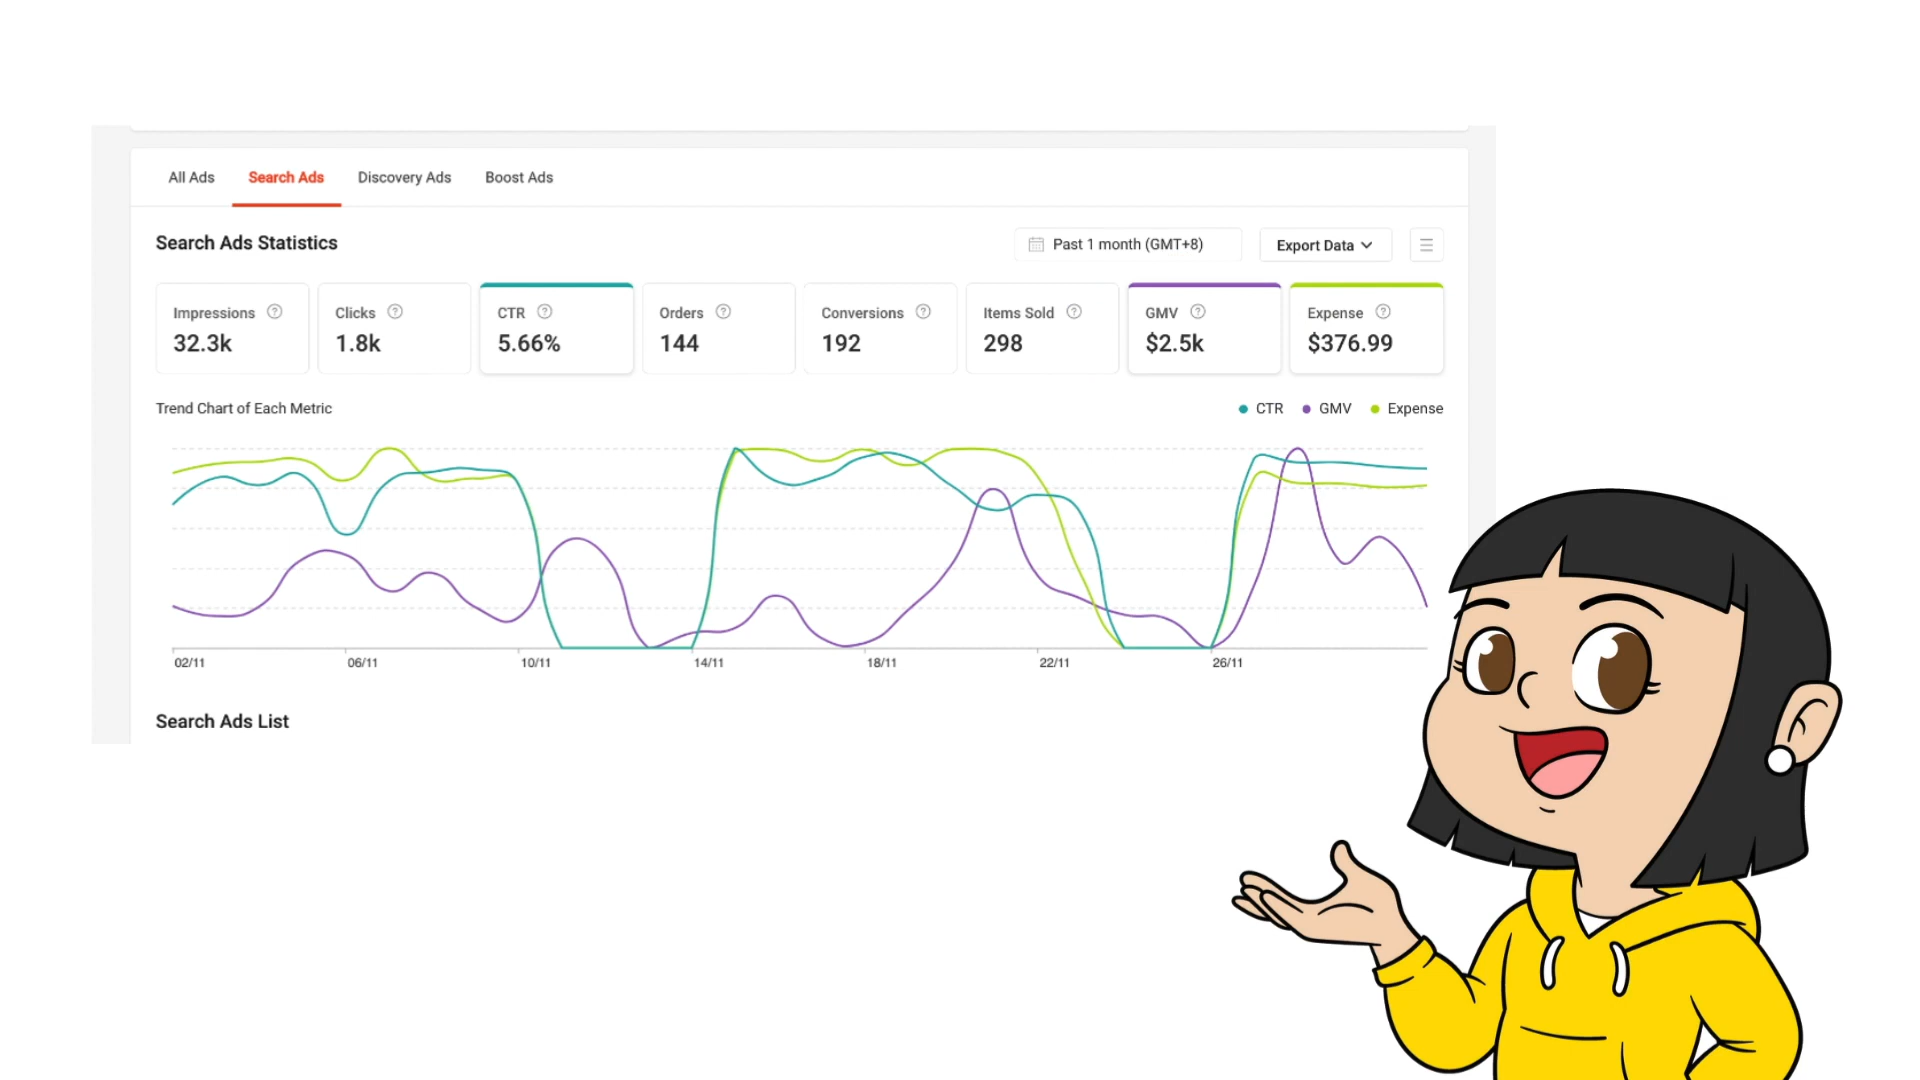 All Ads Search Ads Discovery Ads Boost Ads
Search Ads Statistics
Past 1 month (GMT+8)
Export Data
Impressions ? Clicks ? CTR ? Orders ? Conversions ? Items Sold ? GMV ? Expense ?
32.3k 1.8k 5.66% 144 192 298 $2.5k $376.99
Trend Chart of Each Metric
CTR GMV Expense
02/11 06/11 10/11 14/11 18/11 22/11 26/11
Search Ads List